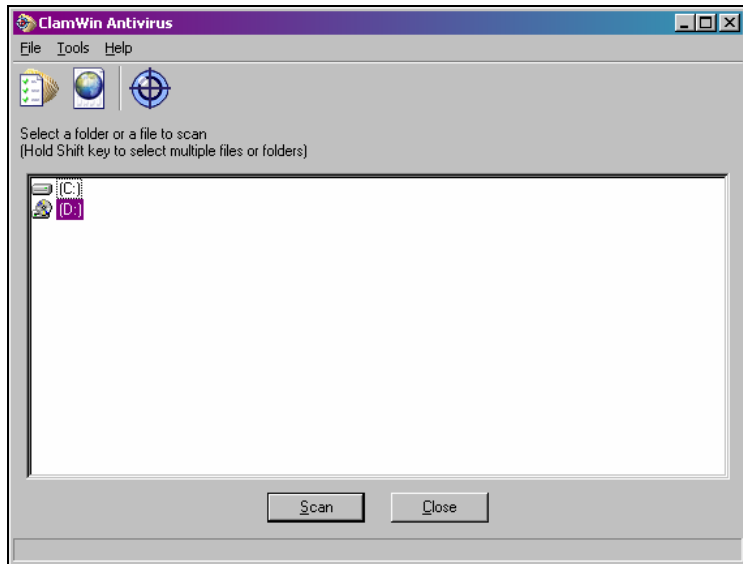 ClamWin Antivirus
File Tools Help
Select a folder or a file to scan
(Hold Shift key to select multiple files or folders)
(C:)
(D:)
Scan Close